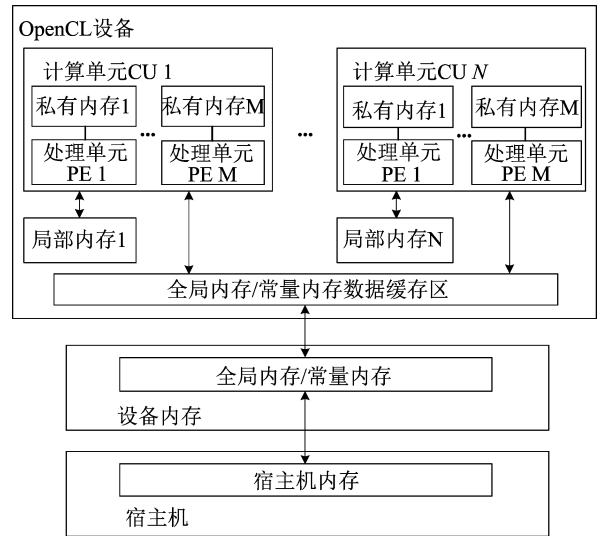 OpenCL设备
计算单元CU 1
计算单元CU N
私有内存1
私有内存M
私有内存1
私有内存M
...
...
...
处理单元
PE 1
处理单元
PE M
处理单元
PE 1
处理单元
PE M
局部内存1
局部内存N
全局内存/常量内存数据缓存区
全局内存/常量内存
设备内存
宿主机内存
宿主机